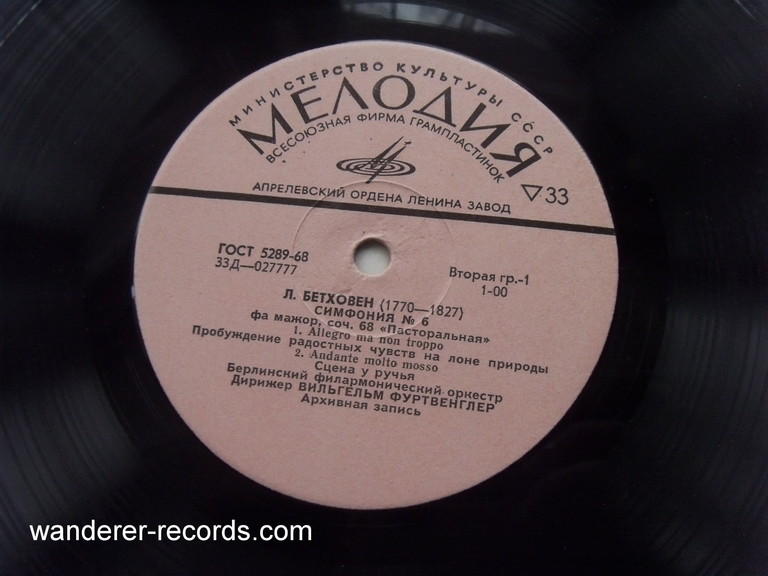 МИНИСТЕРСТВО КУЛЬТУРЫ СССР
МЕЛОДИЯ
ВСЕСОЮЗНАЯ ФИРМА ГРАМПЛАСТИНОК
АПРЕЛЕВСКИЙ ОРДЕНА ЛЕНИНА ЗАВОД
33
ГОСТ 5289-68
33Д—027777
Вторая гр.-1
1-00
Л. БЕТХОВЕН (1770—1827)
СИМФОНИЯ № 6
фа мажор, соч. 68 «Пасторальная»
1. Allegro ma non troppo
Пробуждение радостных чувств на лоне природы
2. Andante molto mosso
Сцена у ручья
Берлинский филармонический оркестр
Дирижер ВИЛЬГЕЛЬМ ФУРТВЕНГЛЕР
Архивная запись
wanderer-records.com